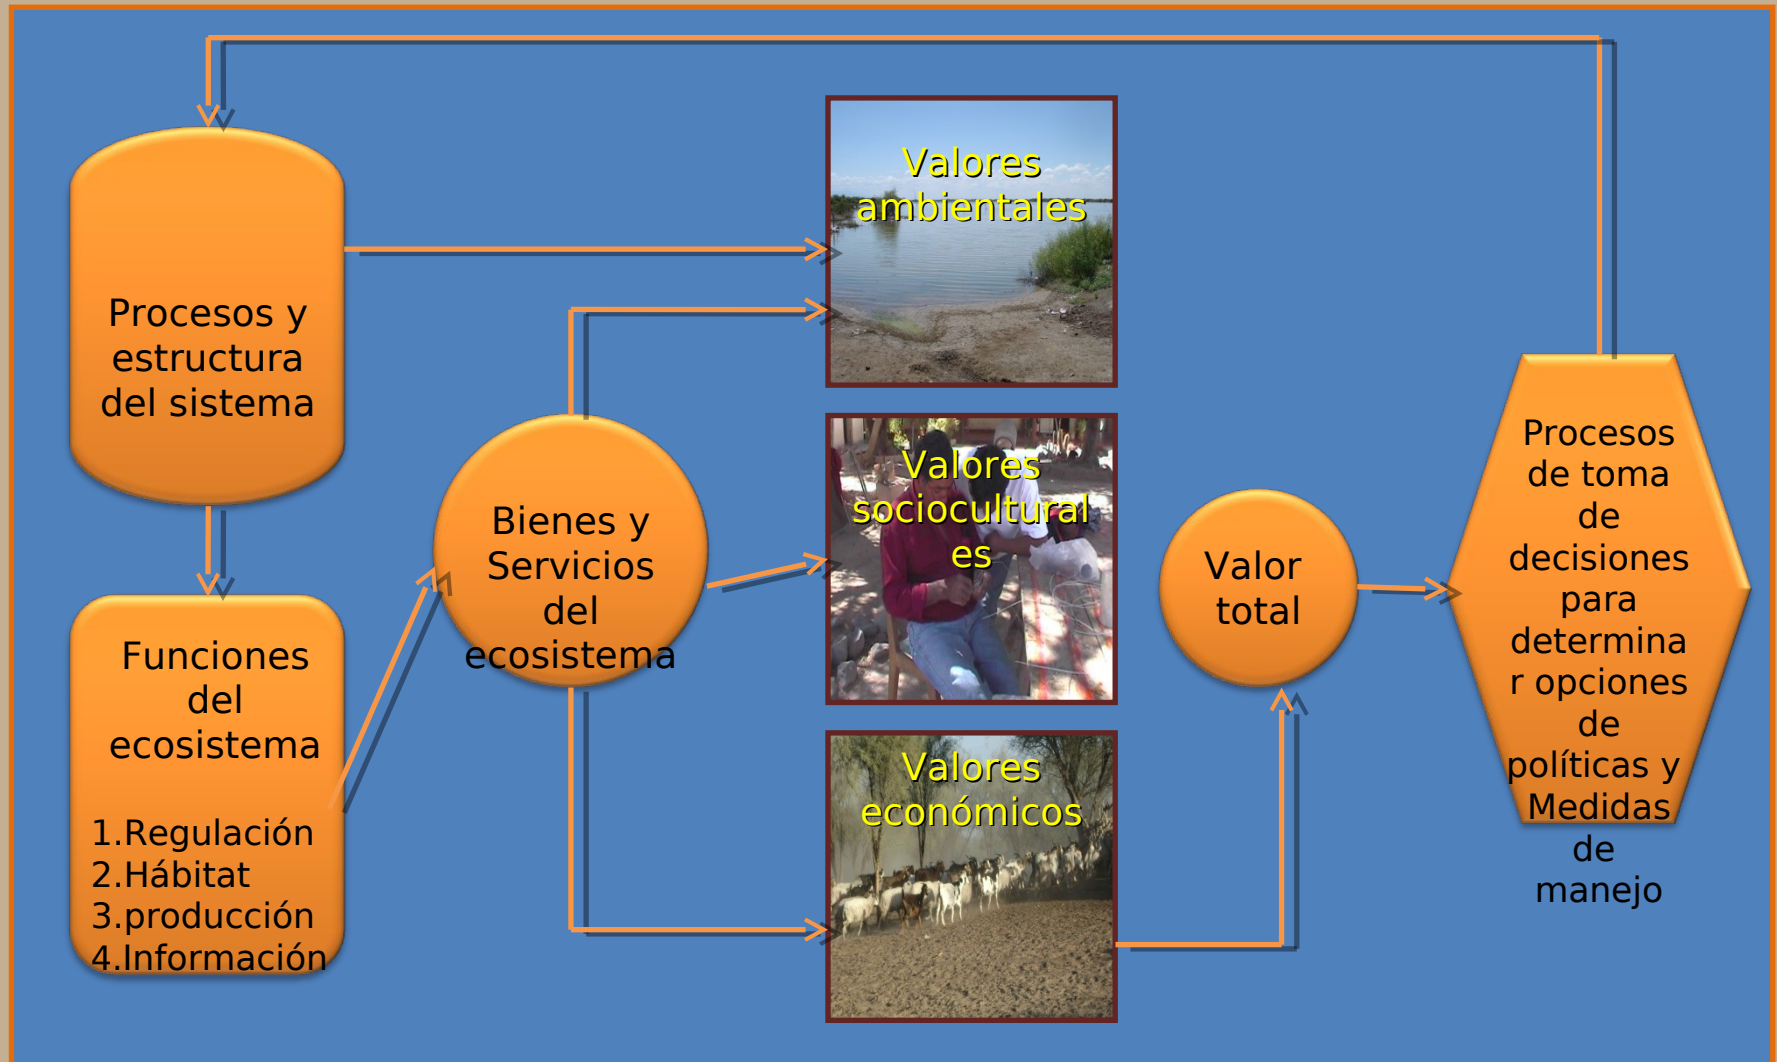 Procesos y
estructura
del sistema
Funciones
del
ecosistema
1.Regulación
2.Hábitat
3.producción
4.Información
Bienes y
Servicios
del
ecosistema
Valores
ambientales
Valores
sociocultural
es
Valores
económicos
Valor
total
Procesos
de toma
de
decisiones
para
determina
r opciones
de
políticas y
Medidas
de
manejo